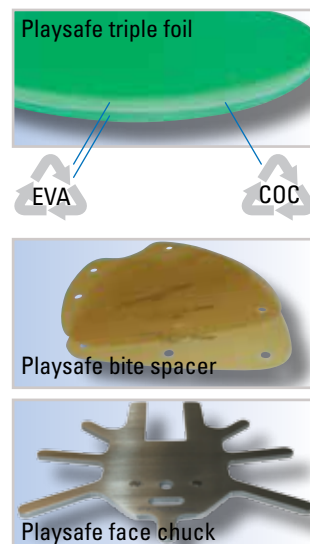 Playsafe triple foil
EVA
COC
Playsafe bite spacer
Playsafe face chuck